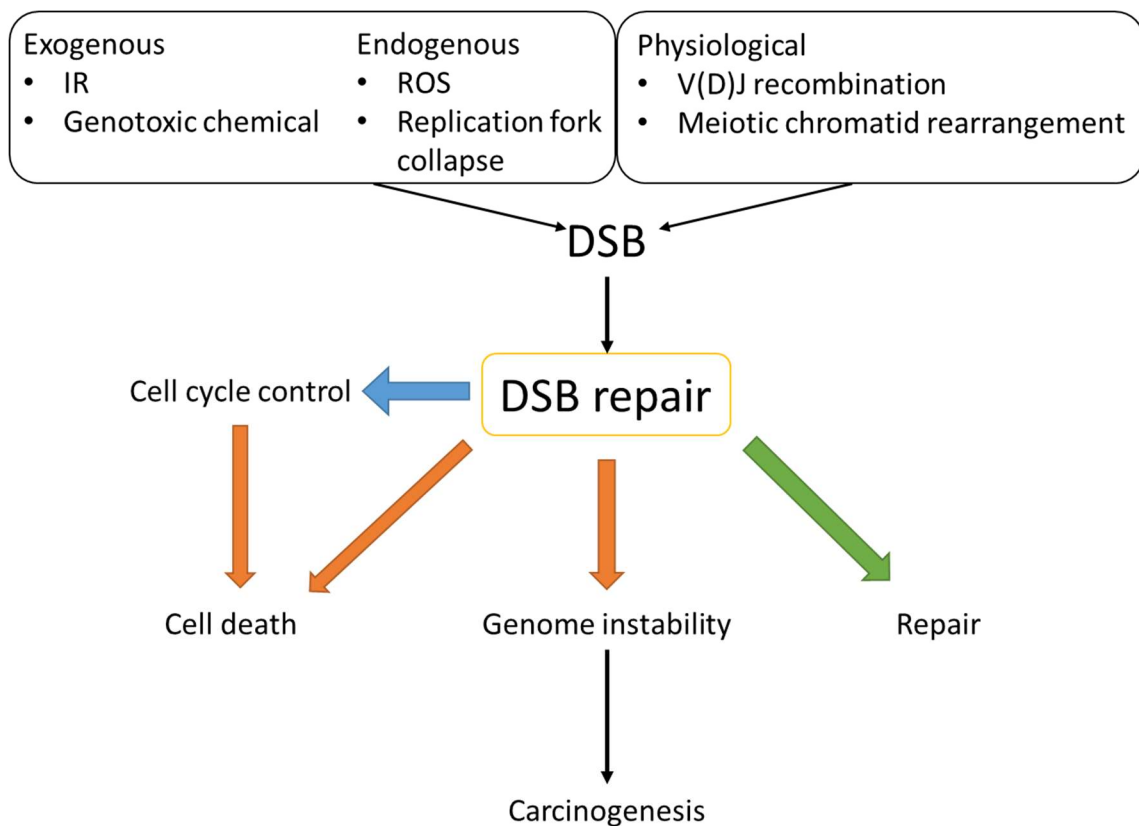 Exogenous
• IR
• Genotoxic chemical
Endogenous
• ROS
• Replication fork
collapse
Physiological
• V(D)J recombination
• Meiotic chromatid rearrangement
DSB
DSB repair
Cell cycle control
Cell death
Genome instability
Repair
Carcinogenesis